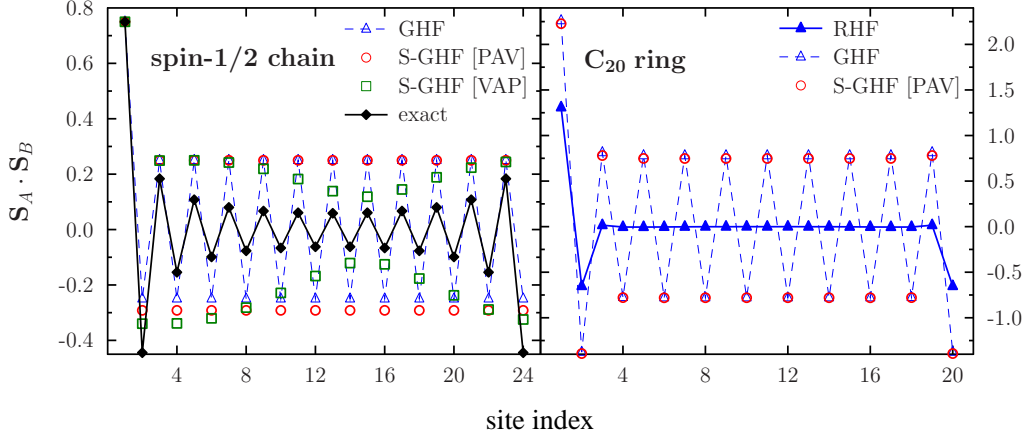 0.8
0.6
0.4
0.2
0.0
-0.2
-0.4
S_A · S_B
spin-1/2 chain
GHF
S-GHF [PAV]
S-GHF [VAP]
exact
4
8
12
16
20
24
C₂₀ ring
RHF
GHF
S-GHF [PAV]
2.0
1.5
1.0
0.5
0.0
-0.5
-1.0
4
8
12
16
20
site index